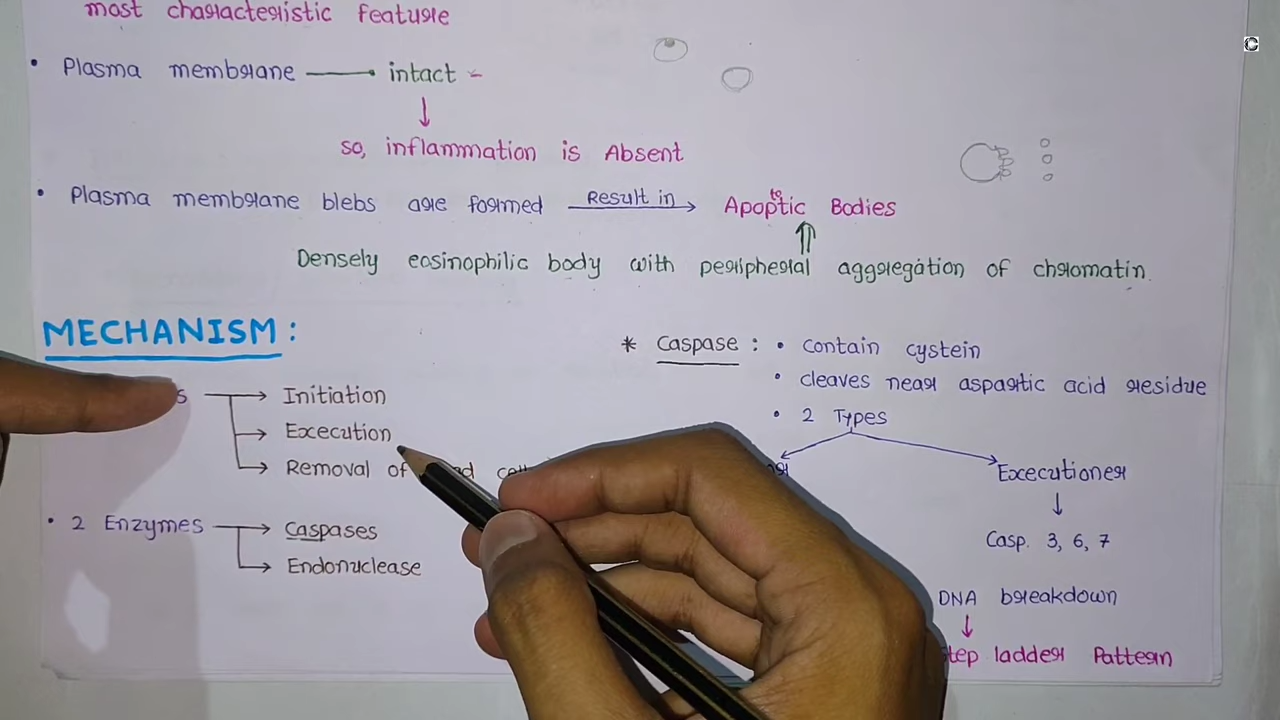 most characteristic feature
• Plasma membrane → intact -
↓
so, inflammation is Absent
• Plasma membrane blebs are formed Result in → Apoptic Bodies
to
Densely eosinophilic body with peripheral aggregation of chromatin.
MECHANISM:
s → Initiation
→ Execution
→ Removal of
• 2 Enzymes → Caspases
→ Endonuclease
* Caspase : • contain cystein
• cleaves near aspartic acid residue
• 2 Types
Executioner
↓
Casp. 3, 6, 7
DNA breakdown
↓
ladder Pattern